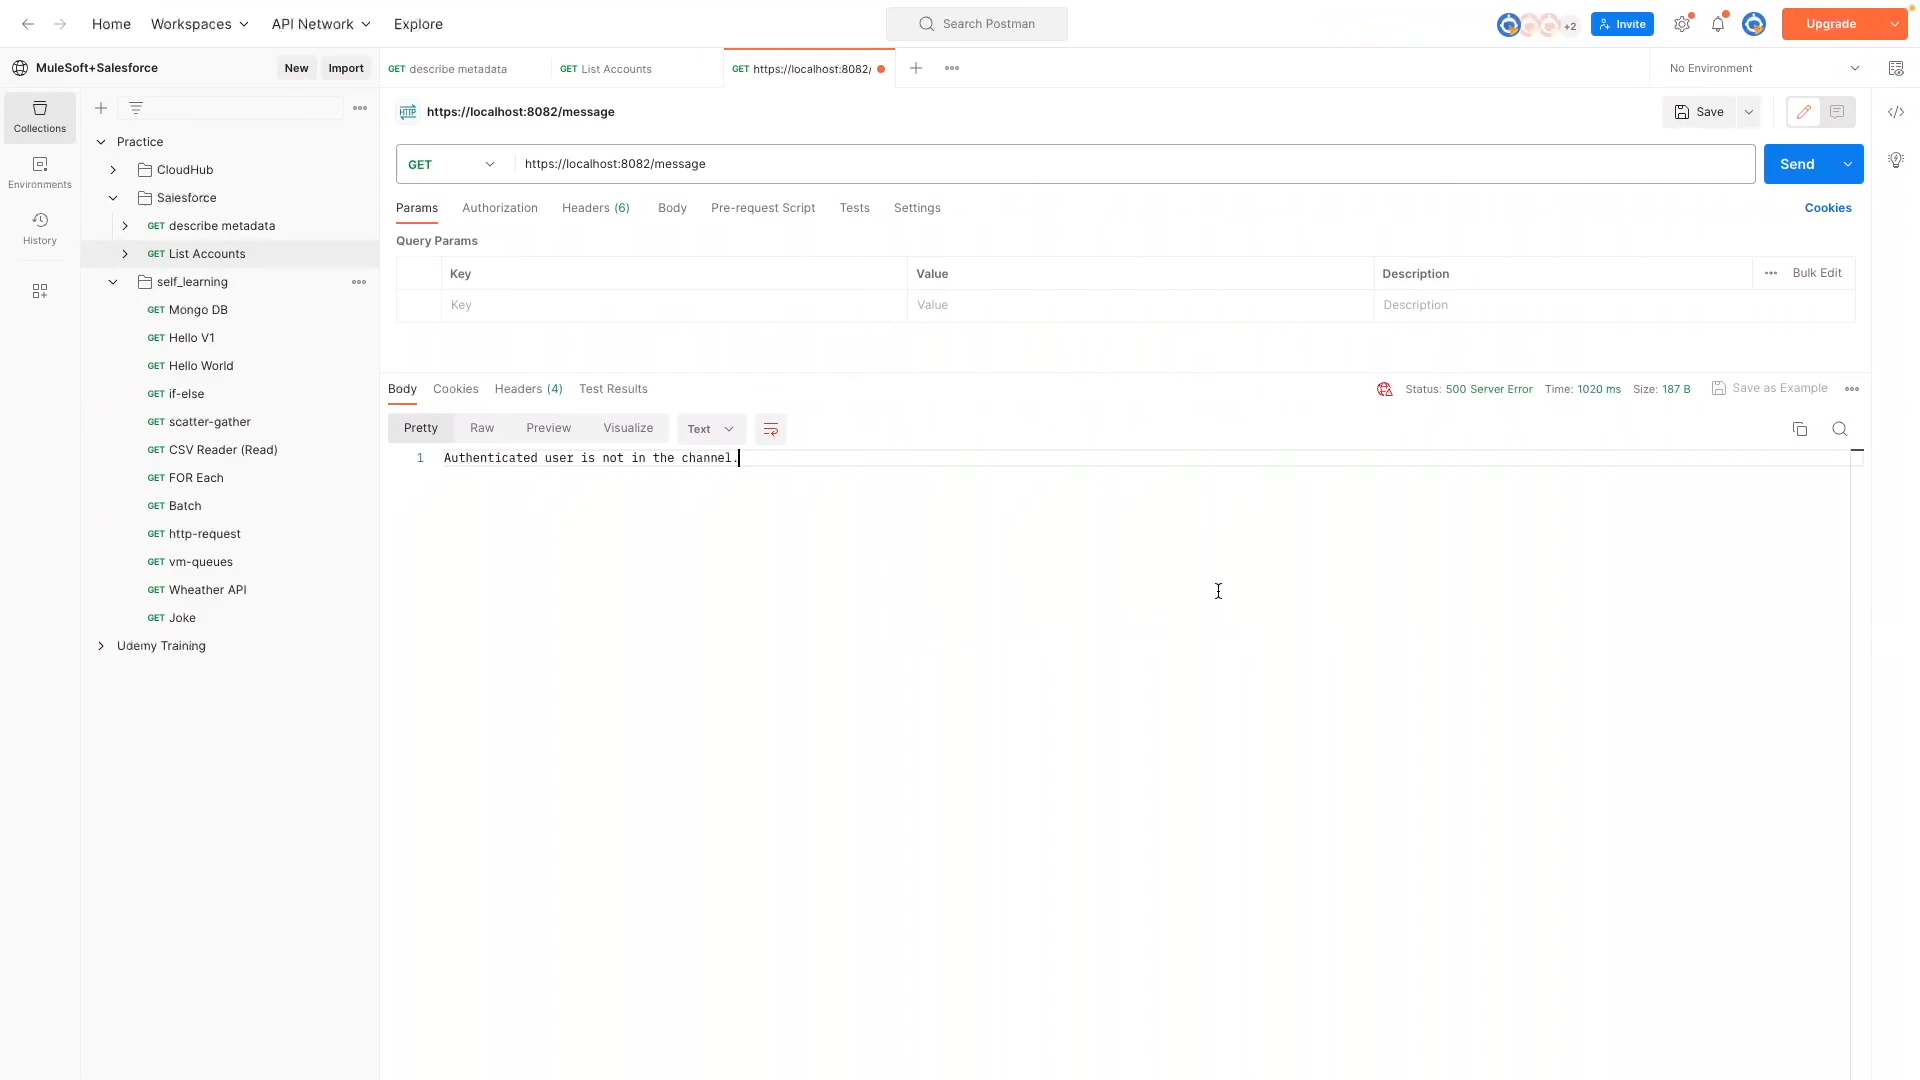 Home Workspaces API Network Explore Search Postman +2 Invite Upgrade
MuleSoft+Salesforce New Import GET describe metadata GET List Accounts GET https://localhost:8082/ No Environment
Collections
Environments
History
Practice
CloudHub
Salesforce
GET describe metadata
GET List Accounts
self_learning
GET Mongo DB
GET Hello V1
GET Hello World
GET if-else
GET scatter-gather
GET CSV Reader (Read)
GET FOR Each
GET Batch
GET http-request
GET vm-queues
GET Wheather API
GET Joke
Udemy Training
HTTP https://localhost:8082/message Save
GET https://localhost:8082/message Send
Params Authorization Headers (6) Body Pre-request Script Tests Settings Cookies
Query Params
Key Value Description Bulk Edit
Key Value Description
Body Cookies Headers (4) Test Results Status: 500 Server Error Time: 1020 ms Size: 187 B Save as Example
Pretty Raw Preview Visualize Text
1 Authenticated user is not in the channel.